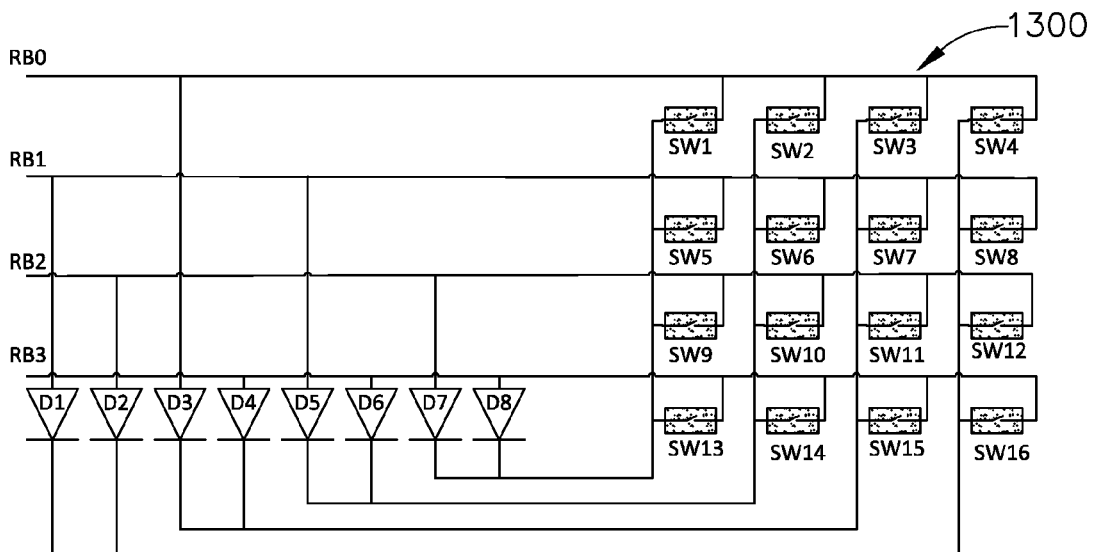 1300
RB0
SW1 SW2 SW3 SW4
RB1
SW5 SW6 SW7 SW8
RB2
SW9 SW10 SW11 SW12
RB3
D1 D2 D3 D4 D5 D6 D7 D8
SW13 SW14 SW15 SW16